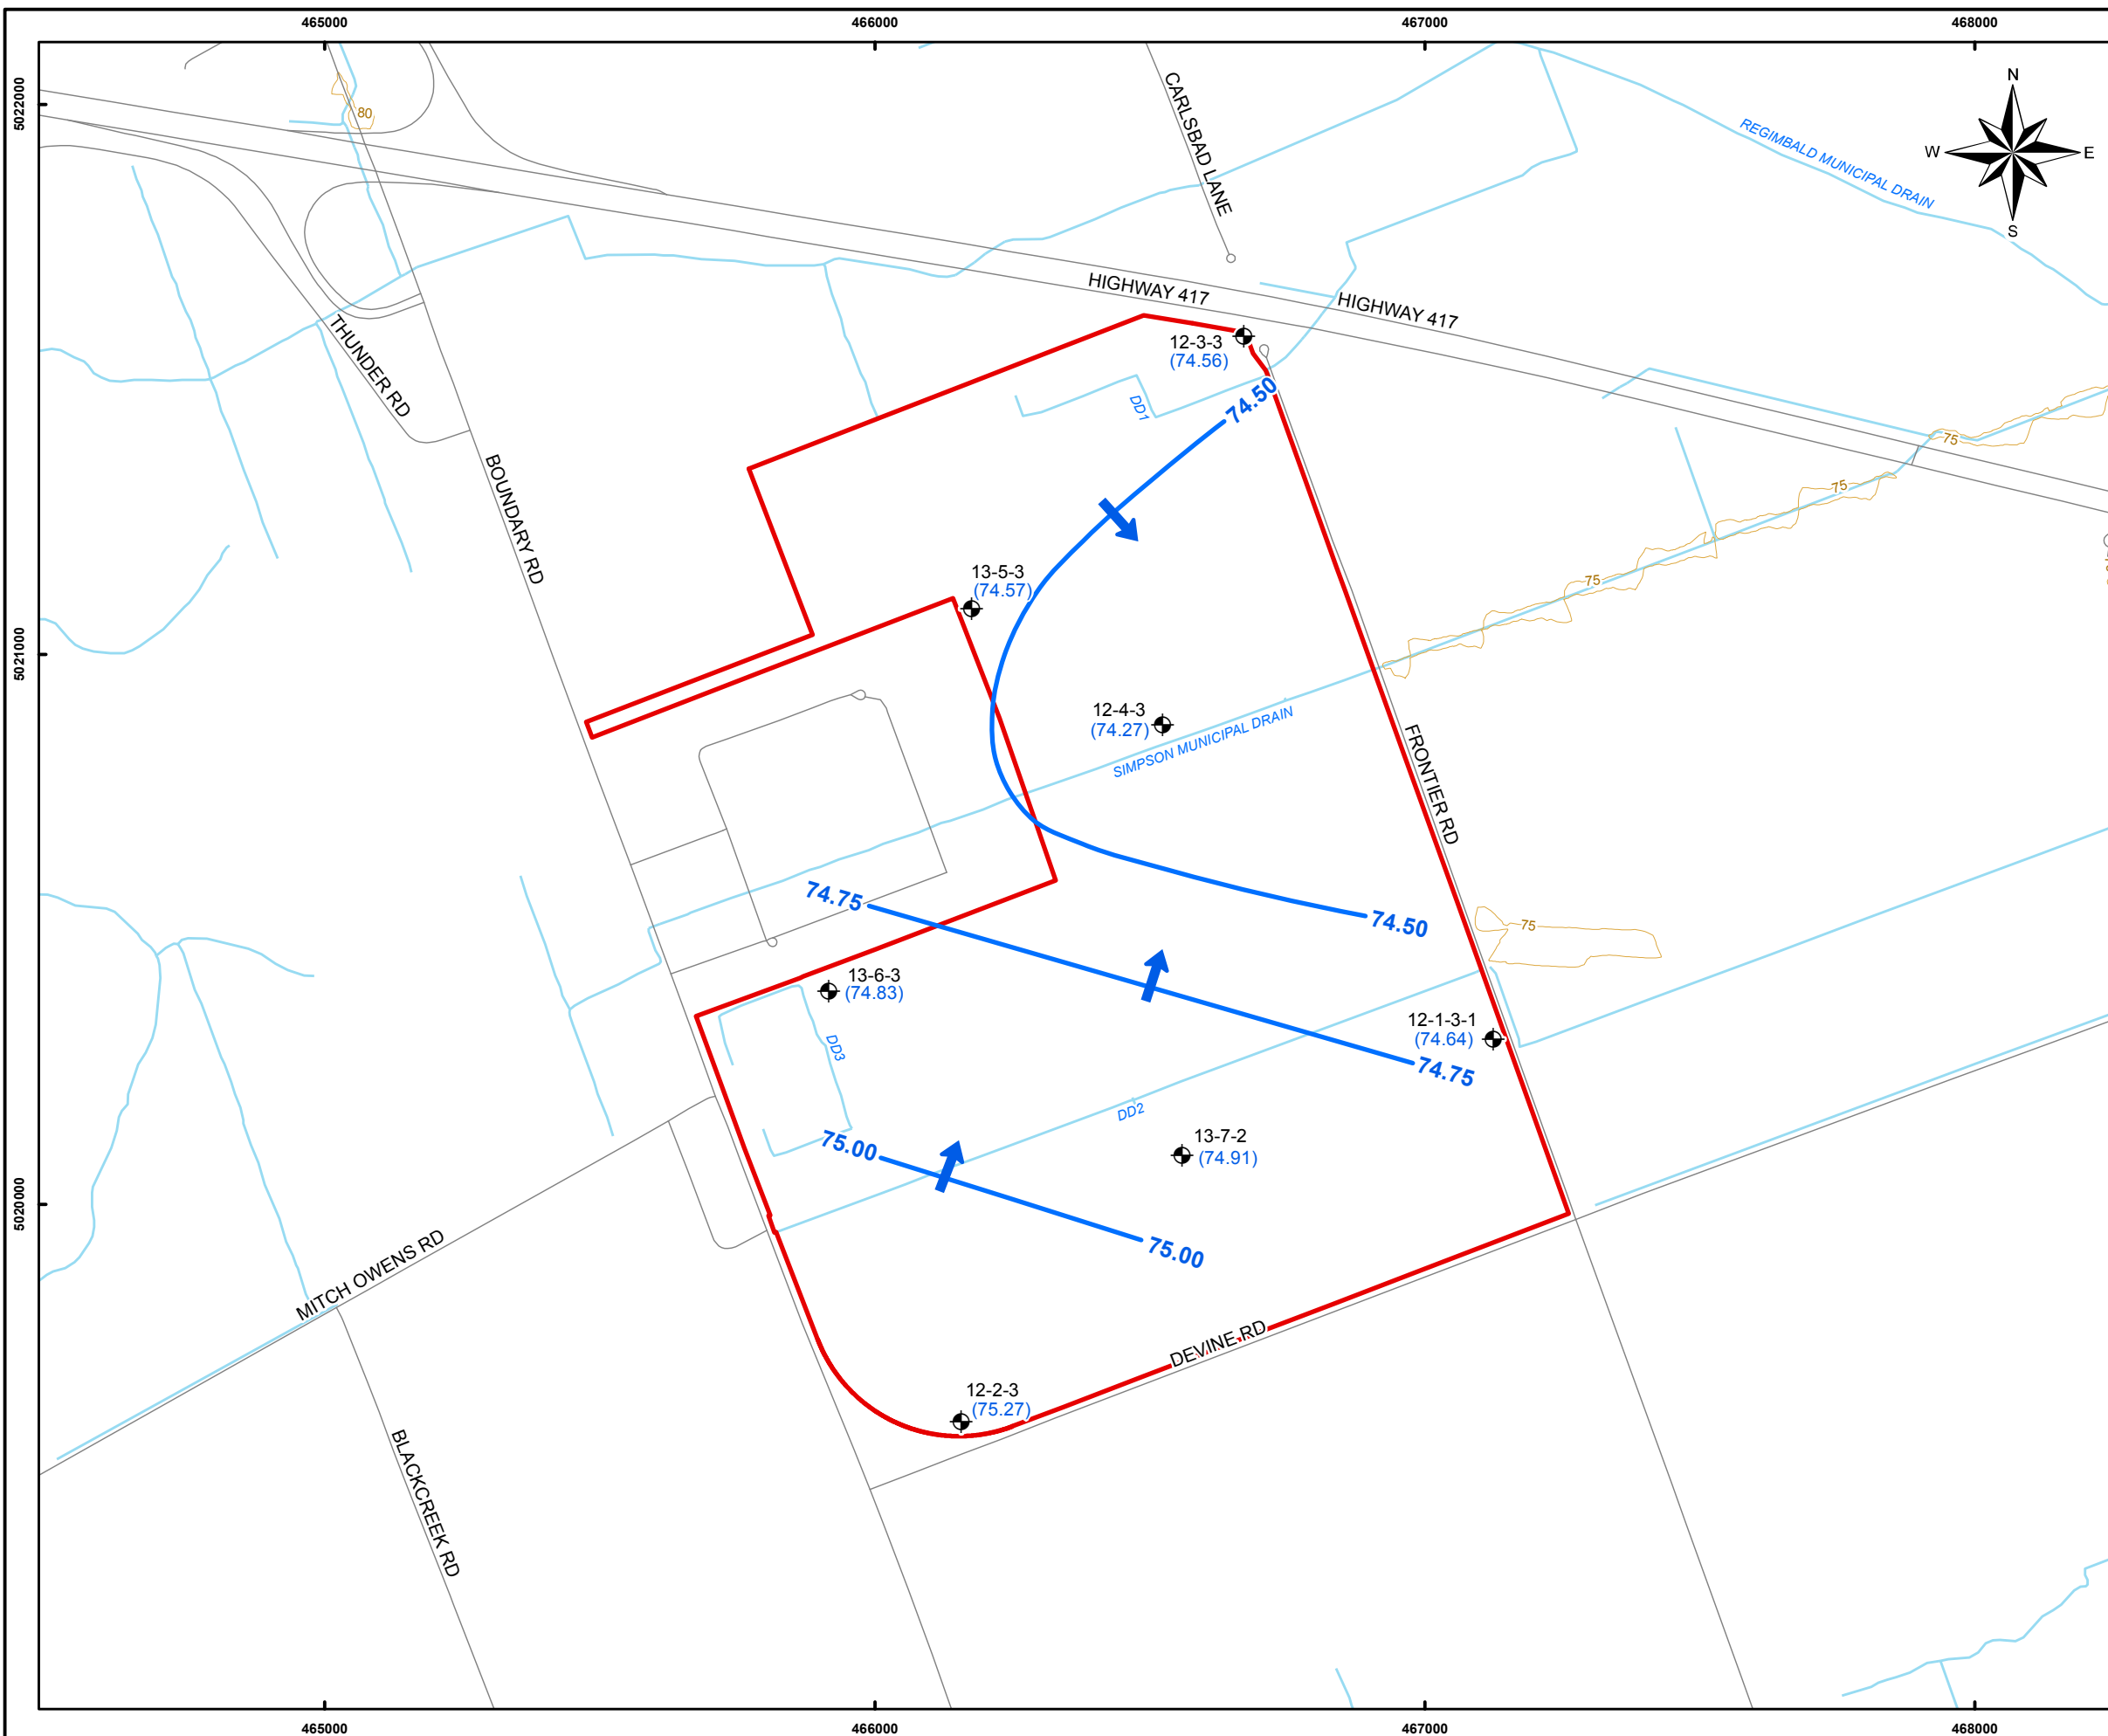 465000
466000
467000
468000
5022000
5021000
5020000
N
W
E
S
80
CARLSBAD LANE
REGIMBALD MUNICIPAL DRAIN
HIGHWAY 417
HIGHWAY 417
THUNDER RD
12-3-3
(74.56)
74.50
DD1
75
75
75
BOUNDARY RD
13-5-3
(74.57)
12-4-3
(74.27)
SIMPSON MUNICIPAL DRAIN
FRONTIER RD
74.75
74.50
75
13-6-3
(74.83)
12-1-3-1
(74.64)
74.75
DD3
DD2
75.00
13-7-2
(74.91)
75.00
MITCH OWENS RD
DEVINE RD
12-2-3
(75.27)
BLACKCREEK RD
465000
466000
467000
468000